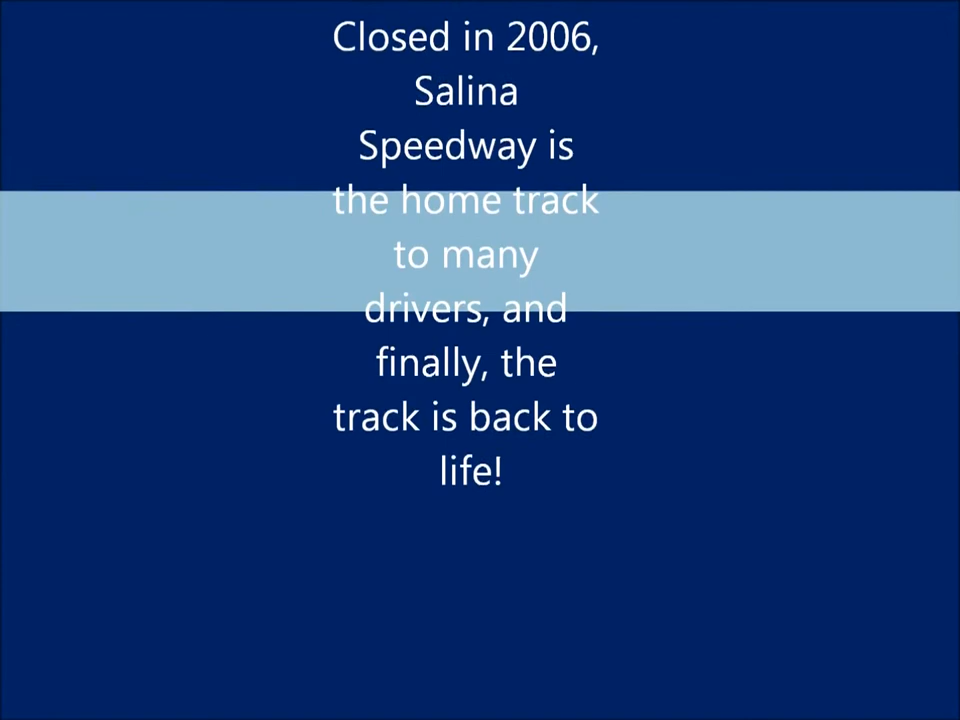 Closed in 2006,
Salina
Speedway is
the home track
to many
drivers, and
finally, the
track is back to
life!